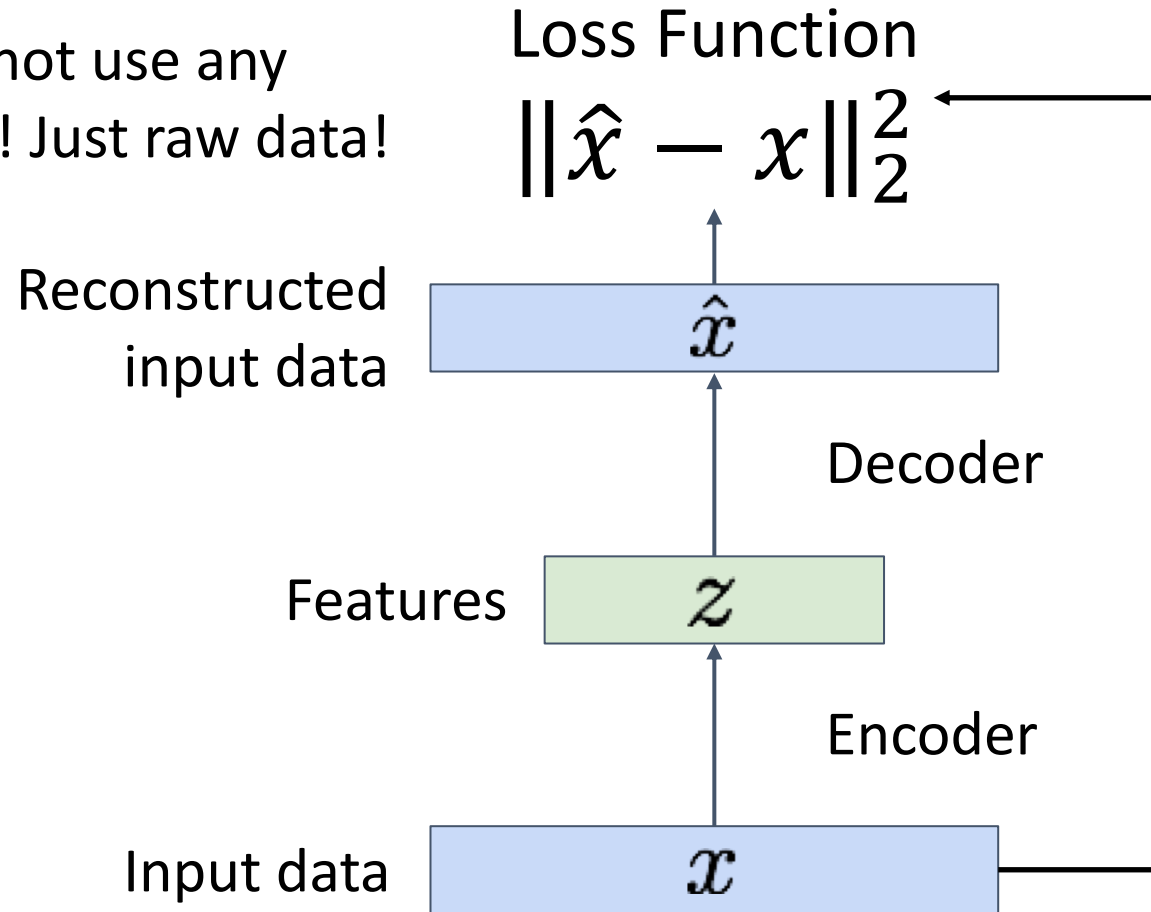 Loss Function
not use any
! Just raw data!
‖x̂ − x‖₂²
Reconstructed
input data
x̂
Decoder
Features
z
Encoder
Input data
x